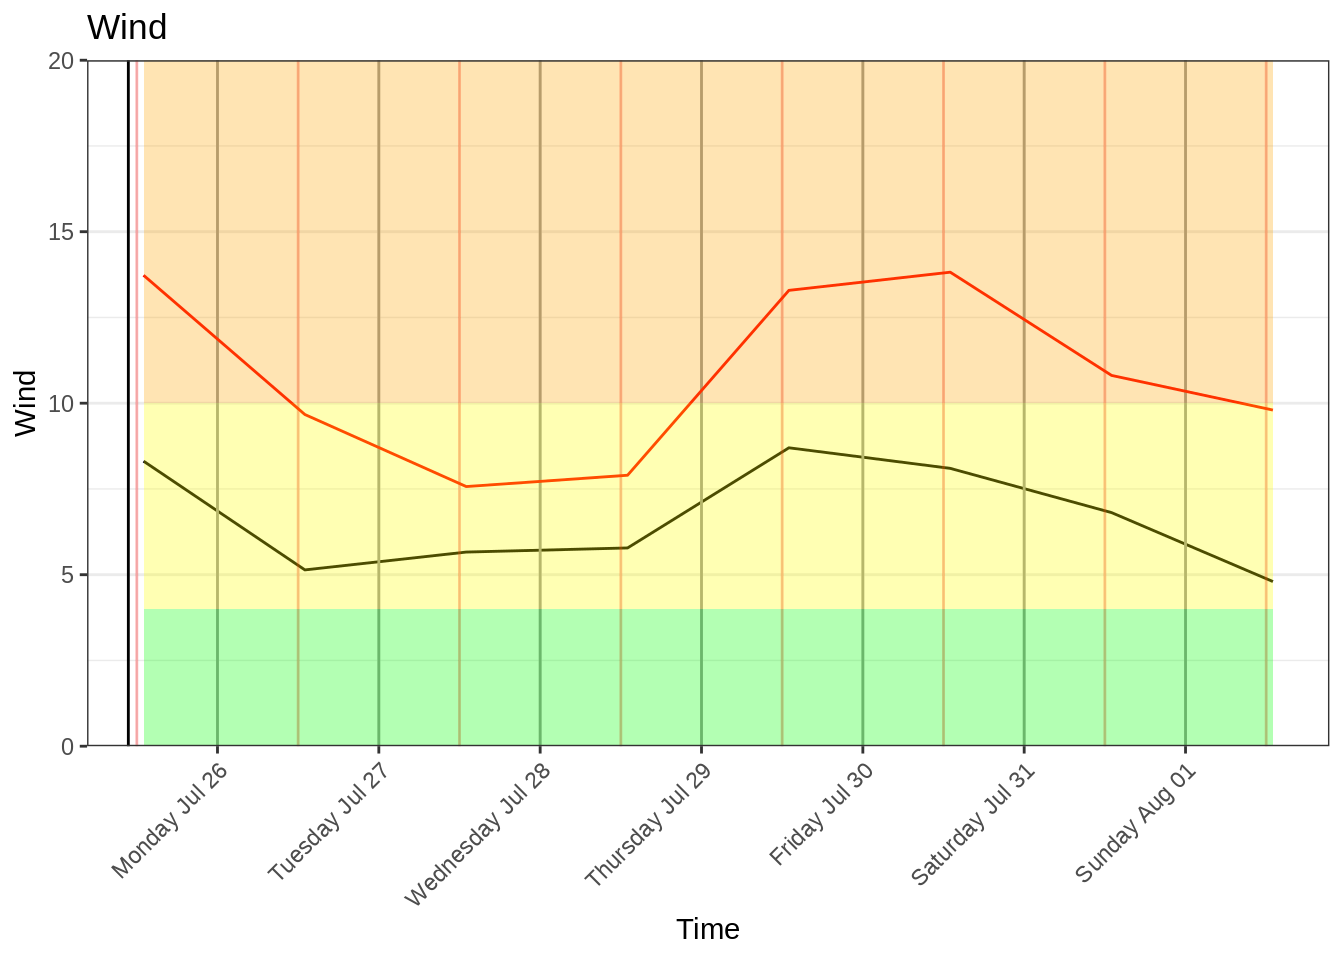 Wind
20
15
10
5
0
Wind
Monday Jul 26
Tuesday Jul 27
Wednesday Jul 28
Thursday Jul 29
Friday Jul 30
Saturday Jul 31
Sunday Aug 01
Time